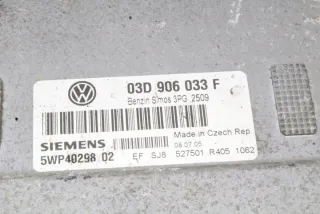 03D 906 033 F
Benzin Simos 3PG 2509
Made in Czech Rep.
SIEMENS
08.07.05
5WP40298 02
EF SJ8 527501 R405 1062